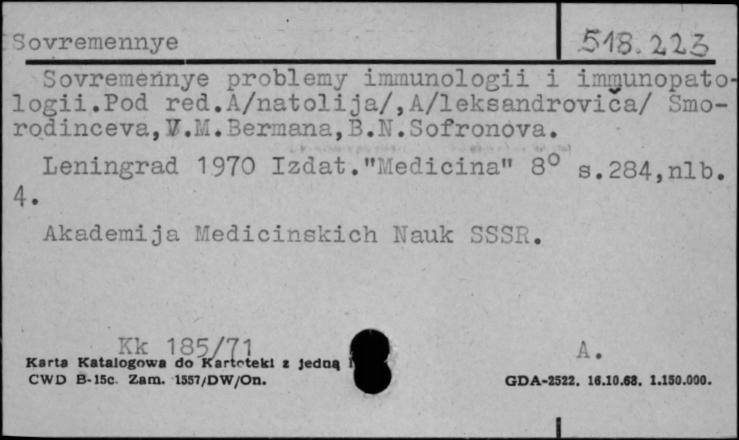 Sovremennye 518.223
Sovremennye problemy immunologii i immunopato-
logii.Pod red.A/natolija/,A/leksandroviča/ Smo-
rodinceva,V.M.Bermana,B.N.Sofronova.
Leningrad 1970 Izdat."Medicina" 8° s.284,nlb.
4.
Akademija Medicinskich Nauk SSSR.
Kk 185/71 A.
Karta Katalogowa do Kartoteki z jedną
CWD B-15c. Zam. 1557/DW/On. GDA-2522. 16.10.68. 1.150.000.